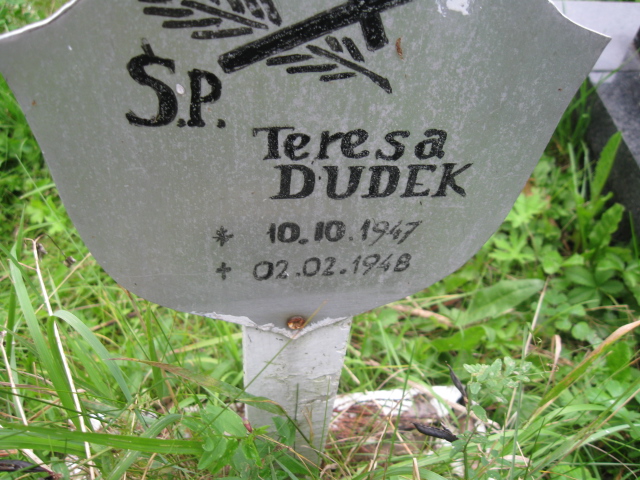 Ś.P.
Teresa
DUDEK
* 10.10.1947
+ 02.02.1948